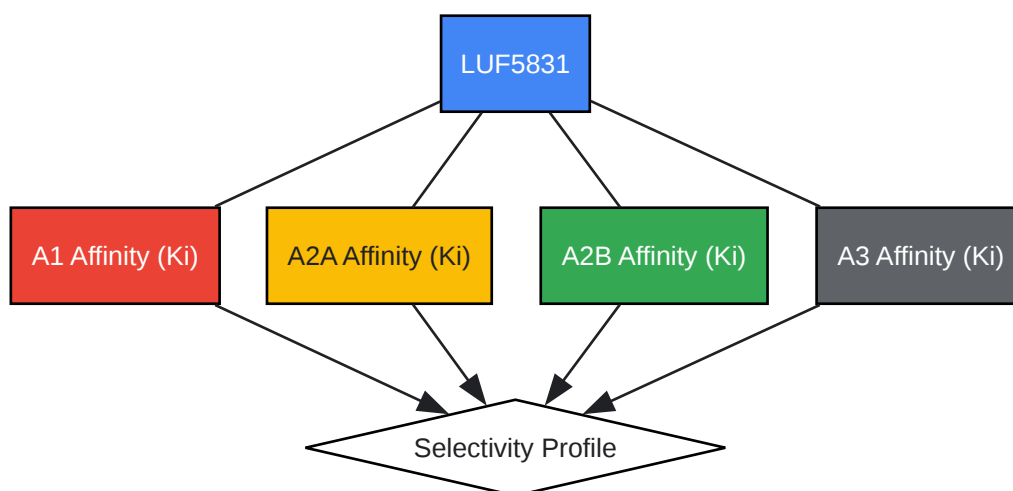 LUF5831
A1 Affinity (Ki)
A2A Affinity (Ki)
A2B Affinity (Ki)
A3 Affinity (Ki)
Selectivity Profile